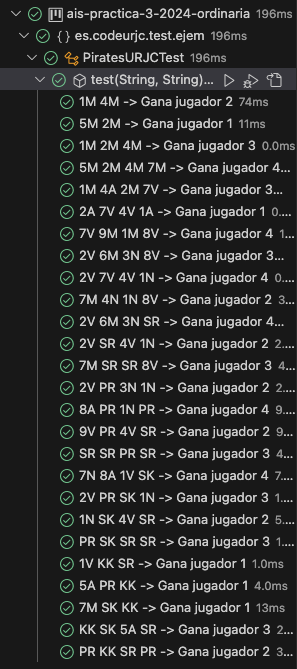 ais-practica-3-2024-ordinaria 196ms
{} es.codeurjc.test.ejem 196ms
PiratesURJCTest 196ms
test(String, String)...
1M 4M -> Gana jugador 2 74ms
5M 2M -> Gana jugador 1 11ms
1M 2M 4M -> Gana jugador 3 0.0ms
5M 2M 4M 7M -> Gana jugador 4...
1M 4A 2M 7V -> Gana jugador 3...
2A 7V 4V 1A -> Gana jugador 1 0...
7V 9M 1M 8V -> Gana jugador 4 1...
2V 6M 3N 8V -> Gana jugador 3...
2V 7V 4V 1N -> Gana jugador 4 0...
7M 4N 1N 8V -> Gana jugador 2 3...
2V 6M 3N SR -> Gana jugador 4...
2V SR 4V 1N -> Gana jugador 2 2...
7M SR SR 8V -> Gana jugador 3 4...
2V PR 3N 1N -> Gana jugador 2 2...
8A PR 1N PR -> Gana jugador 4 9...
9V PR 4V SR -> Gana jugador 2 9...
SR SR PR SR -> Gana jugador 3 4...
7N 8A 1V SK -> Gana jugador 4 7...
2V PR SK 1N -> Gana jugador 3 1...
1N SK 4V SR -> Gana jugador 2 5...
PR SK SR SR -> Gana jugador 3 3...
1V KK SR -> Gana jugador 1 1.0ms
5A PR KK -> Gana jugador 1 4.0ms
7M SK KK -> Gana jugador 1 13ms
KK SK 5A SR -> Gana jugador 3 2...
PR KK SR PR -> Gana jugador 2 3...